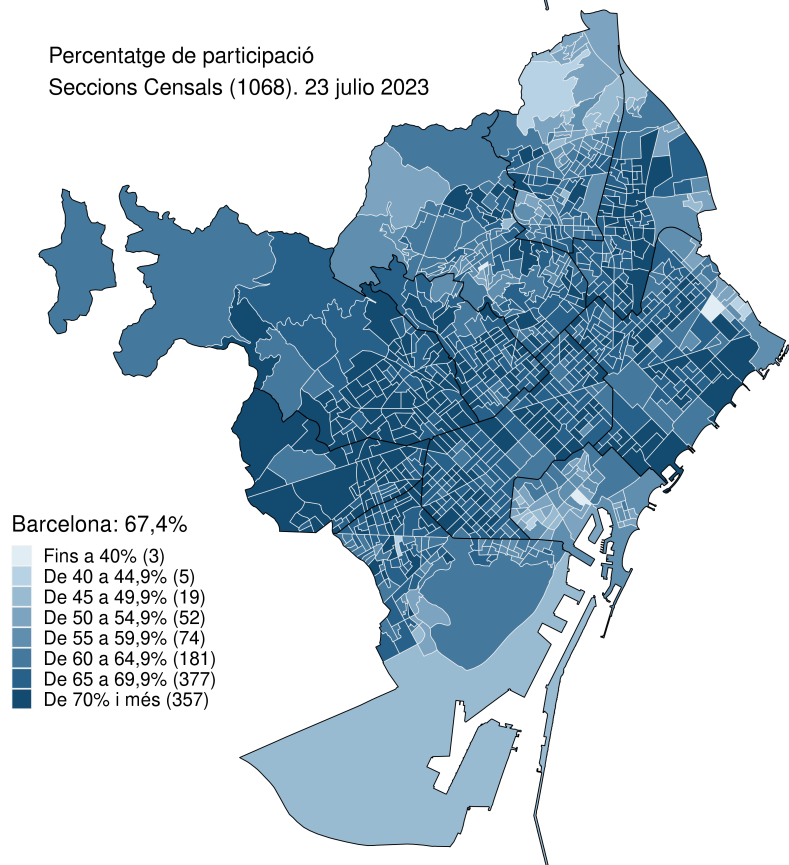 Percentatge de participació
Seccions Censals (1068). 23 julio 2023
Barcelona: 67,4%
Fins a 40% (3)
De 40 a 44,9% (5)
De 45 a 49,9% (19)
De 50 a 54,9% (52)
De 55 a 59,9% (74)
De 60 a 64,9% (181)
De 65 a 69,9% (377)
De 70% i més (357)